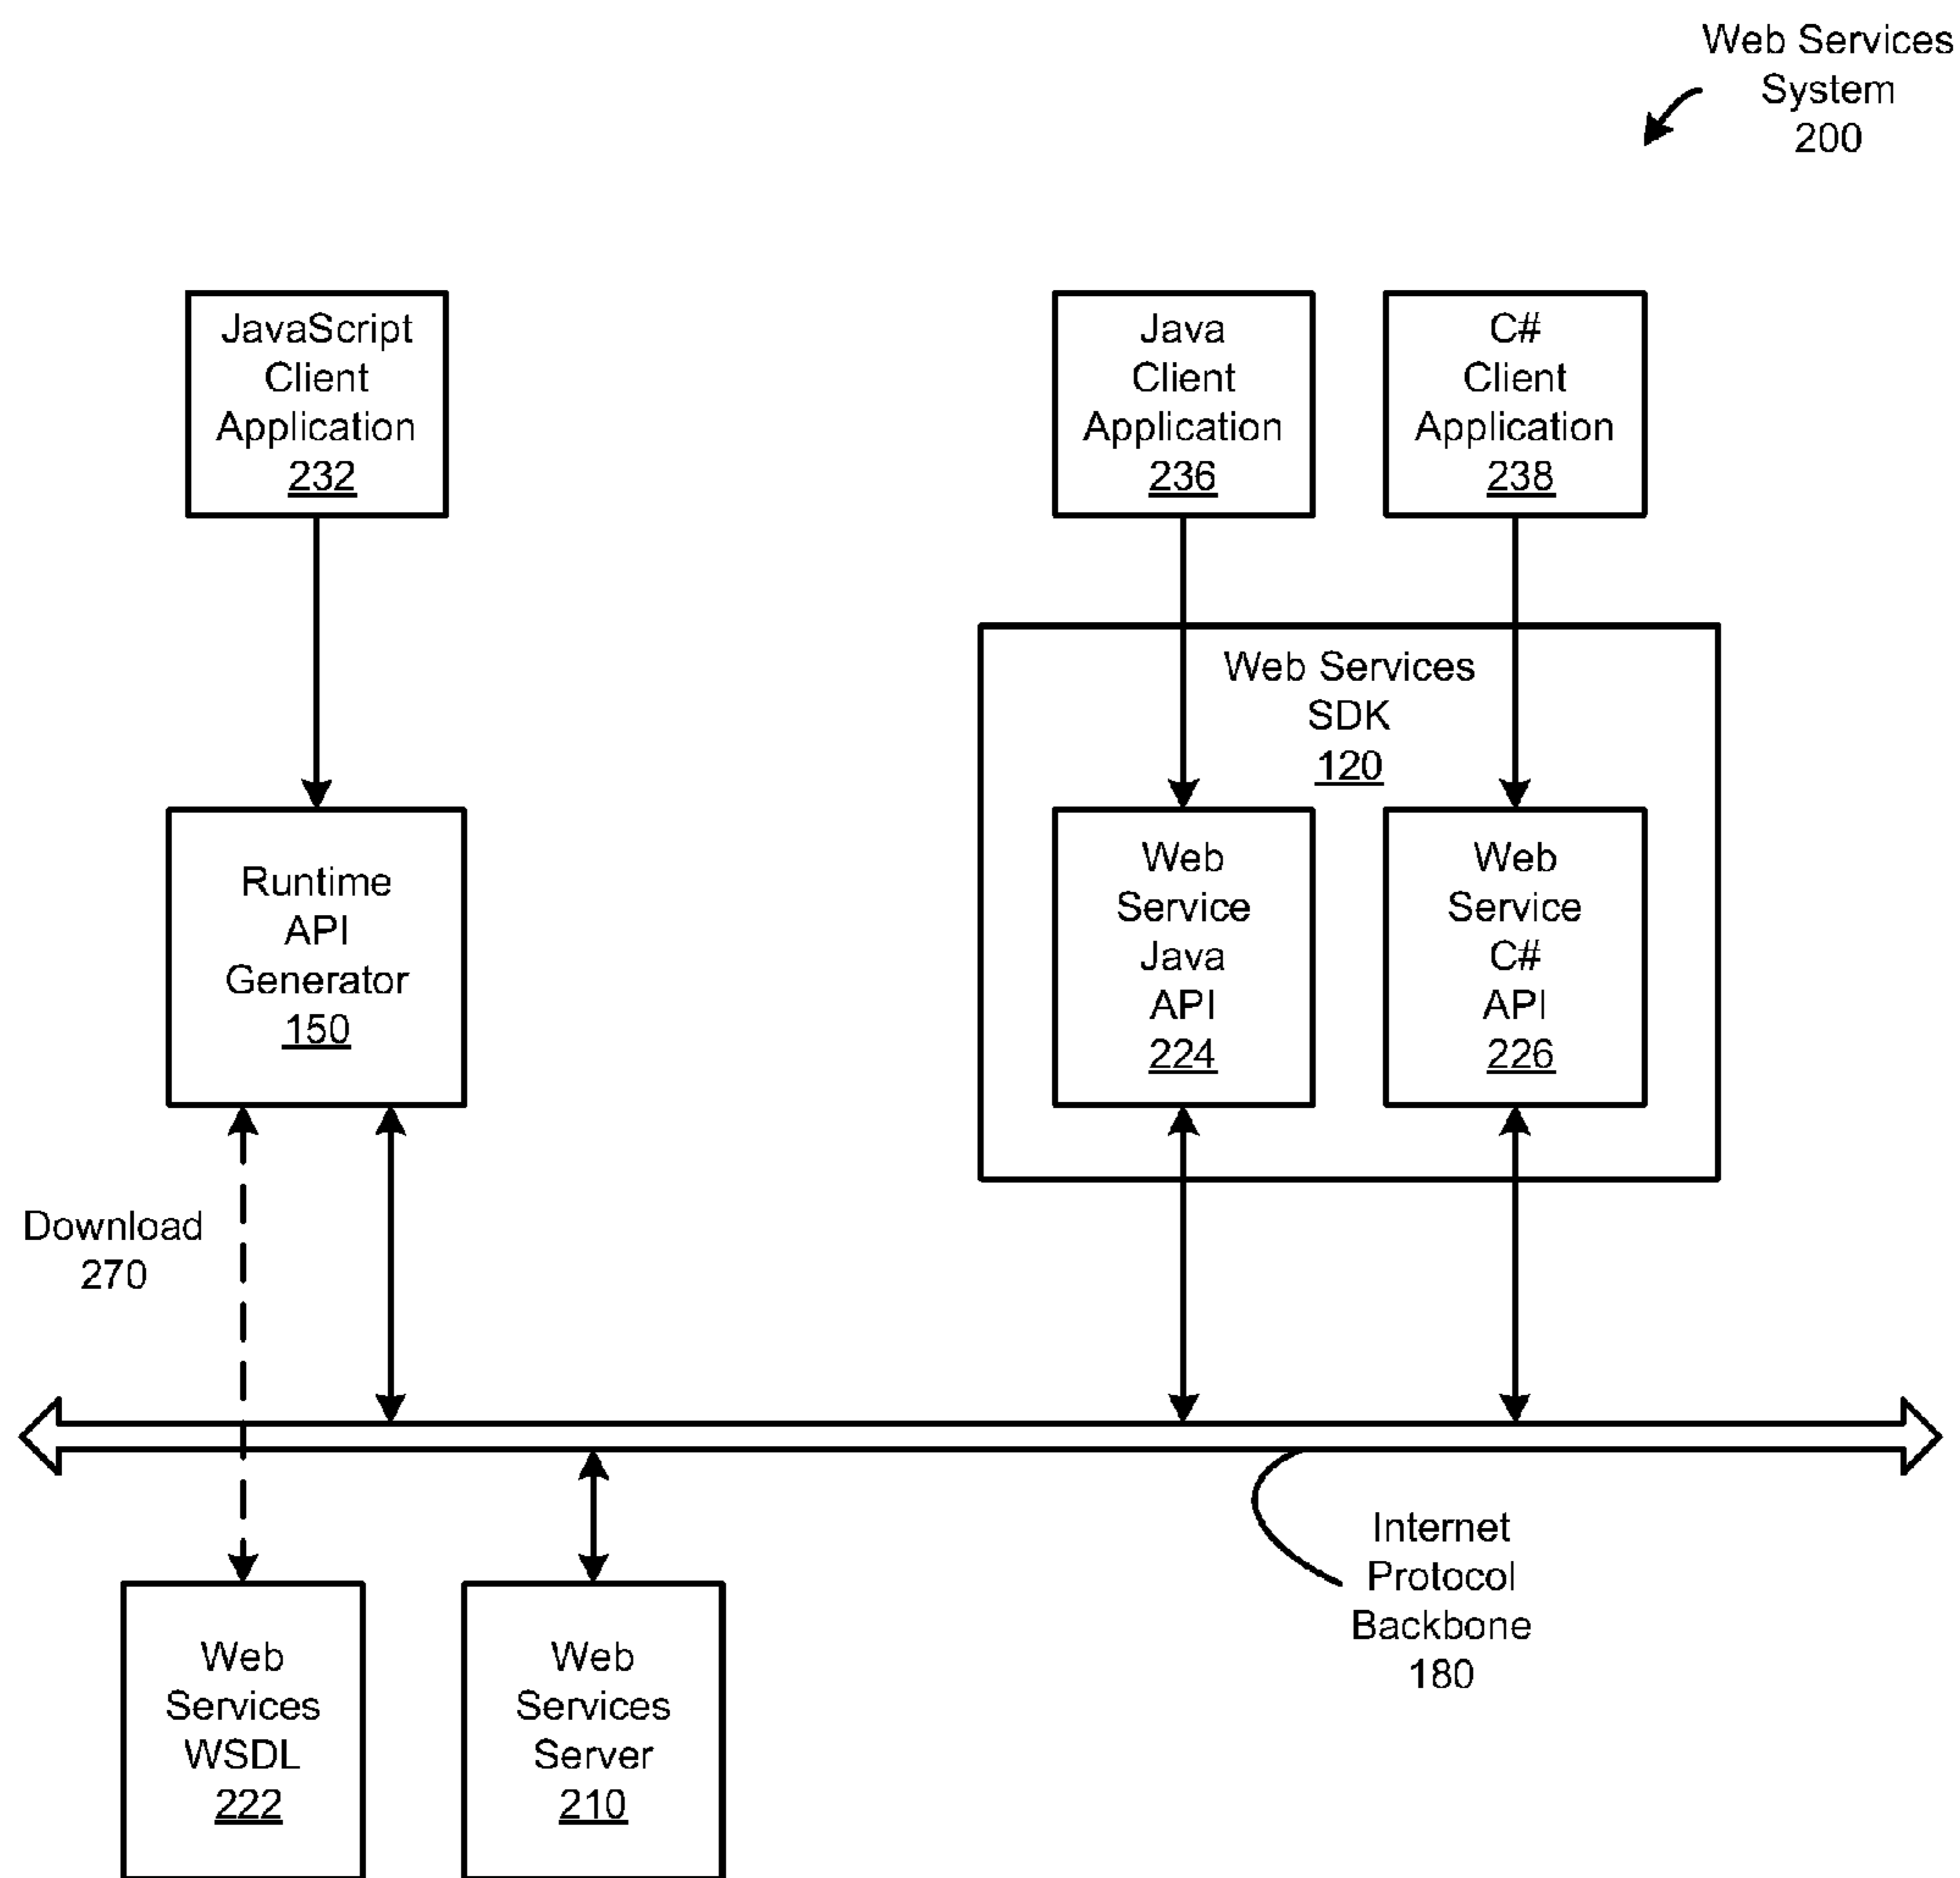 Web Services
System
200
JavaScript
Client
Application
232
Java
Client
Application
236
C#
Client
Application
238
Web Services
SDK
120
Runtime
API
Generator
150
Web
Service
Java
API
224
Web
Service
C#
API
226
Download
270
Internet
Protocol
Backbone
180
Web
Services
WSDL
222
Web
Services
Server
210